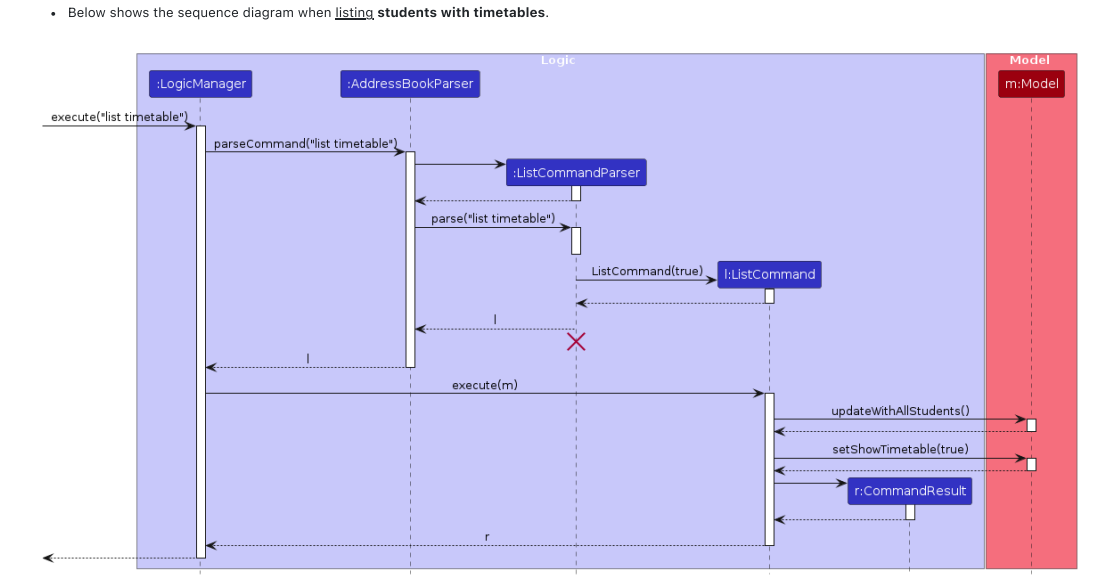 • Below shows the sequence diagram when listing students with timetables.
Logic
Model
:LogicManager
:AddressBookParser
m:Model
execute("list timetable")
parseCommand("list timetable")
:ListCommandParser
parse("list timetable")
ListCommand(true)
l:ListCommand
l
l
execute(m)
updateWithAllStudents()
setShowTimetable(true)
r:CommandResult
r